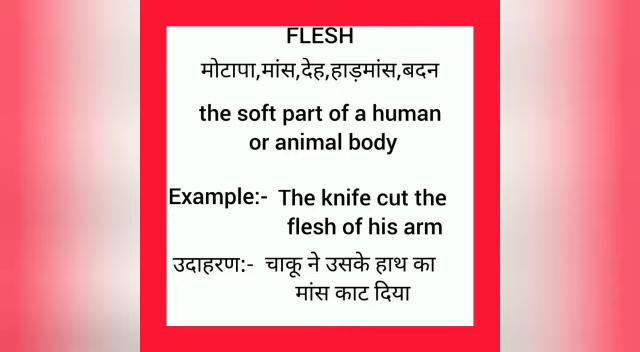 FLESH
मोटापा,मांस,देह,हाड़मांस,बदन
the soft part of a human
or animal body
Example:- The knife cut the
flesh of his arm
उदाहरण:- चाकू ने उसके हाथ का
मांस काट दिया